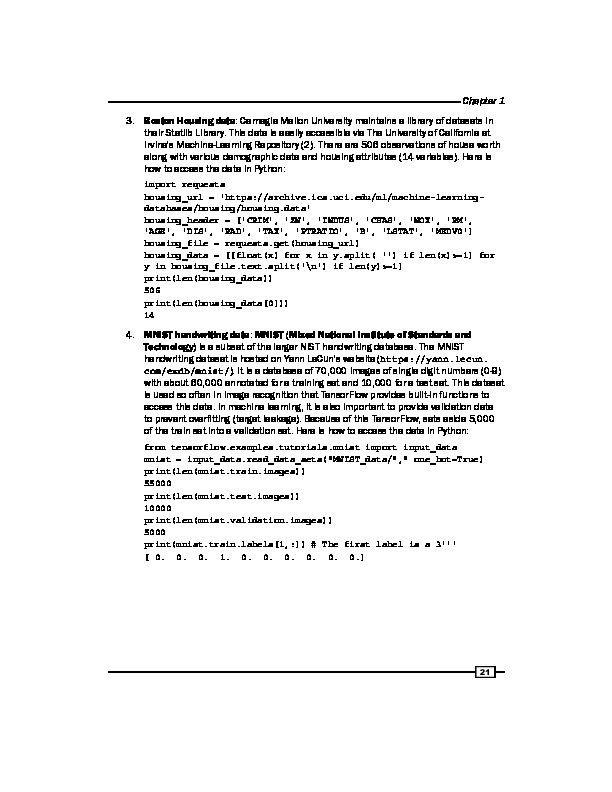 Chapter 1
3. Boston Housing data: Carnegie Mellon University maintains a library of datasets in
their Statlib Library. This data is easily accessible via The University of California at
Irvine's Machine-Learning Repository (2). There are 506 observations of house worth
along with various demographic data and housing attributes (14 variables). Here is
how to access the data in Python:
import requests
housing_url = 'https://archive.ics.uci.edu/ml/machine-learning-
databases/housing/housing.data'
housing_header = ['CRIM', 'ZN', 'INDUS', 'CHAS', 'NOX', 'RM',
'AGE', 'DIS', 'RAD', 'TAX', 'PTRATIO', 'B', 'LSTAT', 'MEDV0']
housing_file = requests.get(housing_url)
housing_data = [[float(x) for x in y.split( '') if len(x)>=1] for
y in housing_file.text.split('\n') if len(y)>=1]
print(len(housing_data))
506
print(len(housing_data[0]))
14
4. MNIST handwriting data: MNIST (Mixed National Institute of Standards and
Technology) is a subset of the larger NIST handwriting database. The MNIST
handwriting dataset is hosted on Yann LeCun's website (https://yann.lecun.
com/exdb/mnist/). It is a database of 70,000 images of single digit numbers (0-9)
with about 60,000 annotated for a training set and 10,000 for a test set. This dataset
is used so often in image recognition that TensorFlow provides built-in functions to
access this data. In machine learning, it is also important to provide validation data
to prevent overfitting (target leakage). Because of this TensorFlow, sets aside 5,000
of the train set into a validation set. Here is how to access the data in Python:
from tensorflow.examples.tutorials.mnist import input_data
mnist = input_data.read_data_sets("MNIST_data/"," one_hot=True)
print(len(mnist.train.images))
55000
print(len(mnist.test.images))
10000
print(len(mnist.validation.images))
5000
print(mnist.train.labels[1,:]) # The first label is a 3'''
[ 0. 0. 0. 1. 0. 0. 0. 0. 0. 0.]
21